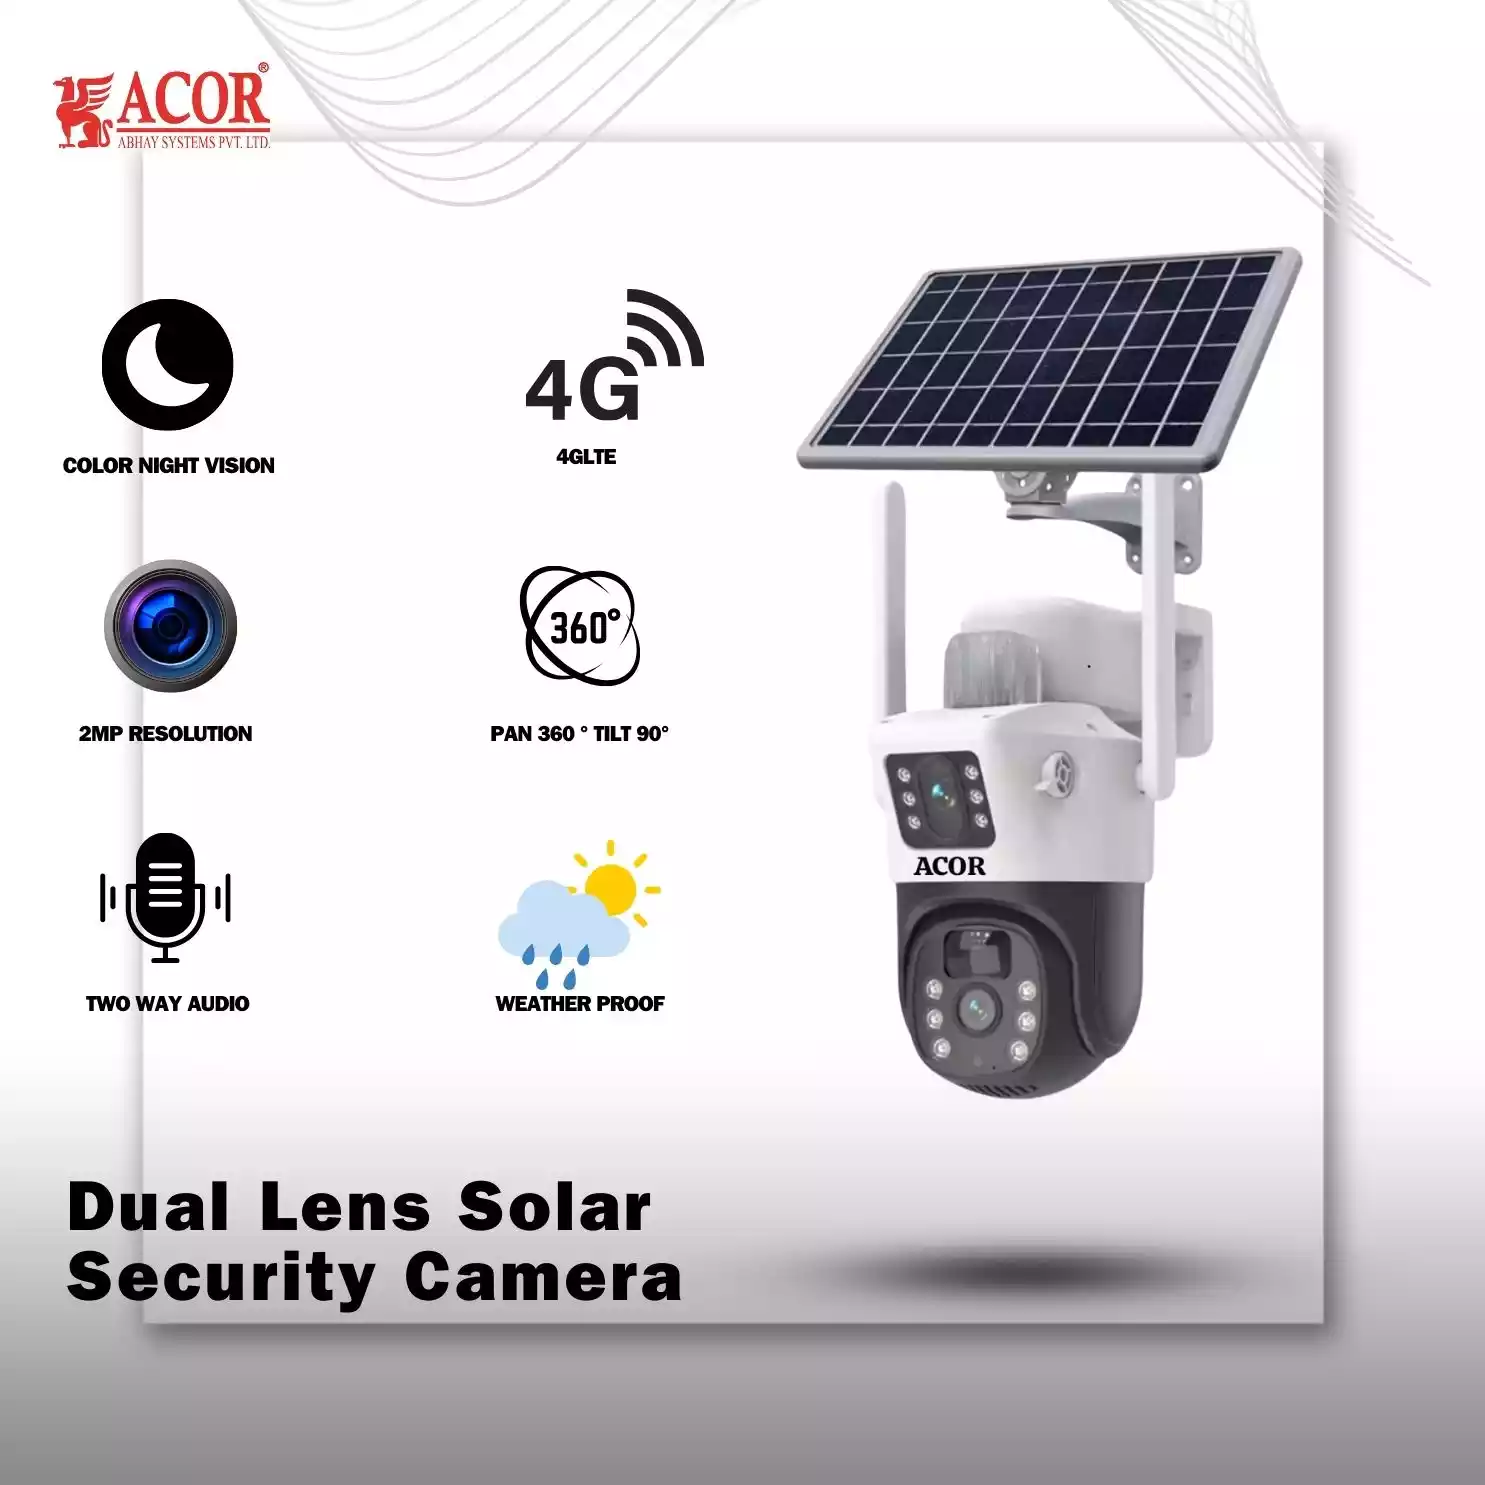 ACOR®
ABHAY SYSTEMS PVT. LTD.
COLOR NIGHT VISION
4G
4GLTE
2MP RESOLUTION
360°
PAN 360 ° TILT 90°
TWO WAY AUDIO
WEATHER PROOF
ACOR
Dual Lens Solar
Security Camera